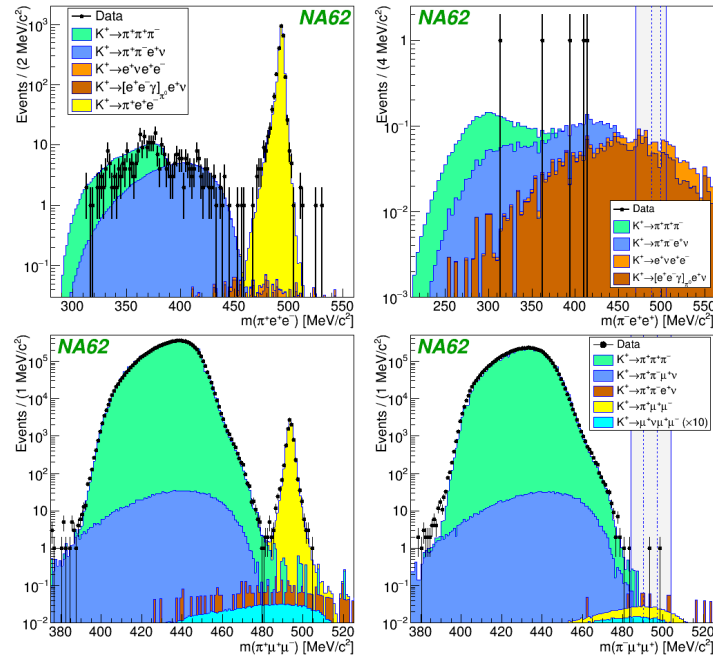 NA62
Data
K⁺→π⁺π⁺π⁻
K⁺→π⁺π⁻e⁺ν
K⁺→e⁺νe⁺e⁻
K⁺→[e⁺e⁻γ]π⁰e⁺ν
K⁺→π⁺e⁺e⁻
Events / (2 MeV/c²)
10³
10²
10
1
10⁻¹
300 350 400 450 500 550
m(π⁺e⁺e⁻) [MeV/c²]
NA62
Events / (4 MeV/c²)
1
10⁻¹
10⁻²
10⁻³
Data
K⁺→π⁺π⁺π⁻
K⁺→π⁺π⁻e⁺ν
K⁺→e⁺νe⁺e⁻
250 300 350 400 450 500 550
m(π⁻e⁺e⁺) [MeV/c²]
NA62
Events / (1 MeV/c²)
10⁵
10⁴
10³
10²
10
1
10⁻¹
10⁻²
380 400 420 440 460 480 500 520
m(π⁺μ⁺μ⁻) [MeV/c²]
NA62
Data
K⁺→π⁺π⁺π⁻
K⁺→π⁺π⁻μ⁺ν
K⁺→π⁺π⁻e⁺ν
K⁺→π⁺μ⁺μ⁻
K⁺→μ⁺νμ⁺μ⁻ (×10)
Events / (1 MeV/c²)
10⁵
10⁴
10³
10²
10
1
10⁻¹
10⁻²
380 400 420 440 460 480 500 520
m(π⁻μ⁺μ⁺) [MeV/c²]